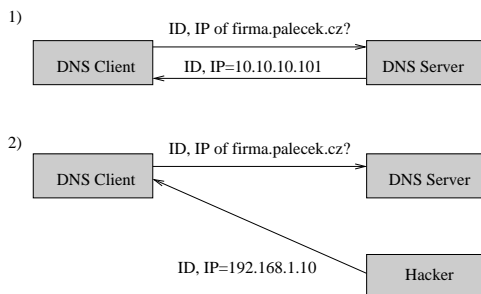 1)
ID, IP of firma.palecek.cz?
DNS Client
ID, IP=10.10.10.101
DNS Server
2)
ID, IP of firma.palecek.cz?
DNS Client
DNS Server
ID, IP=192.168.1.10
Hacker